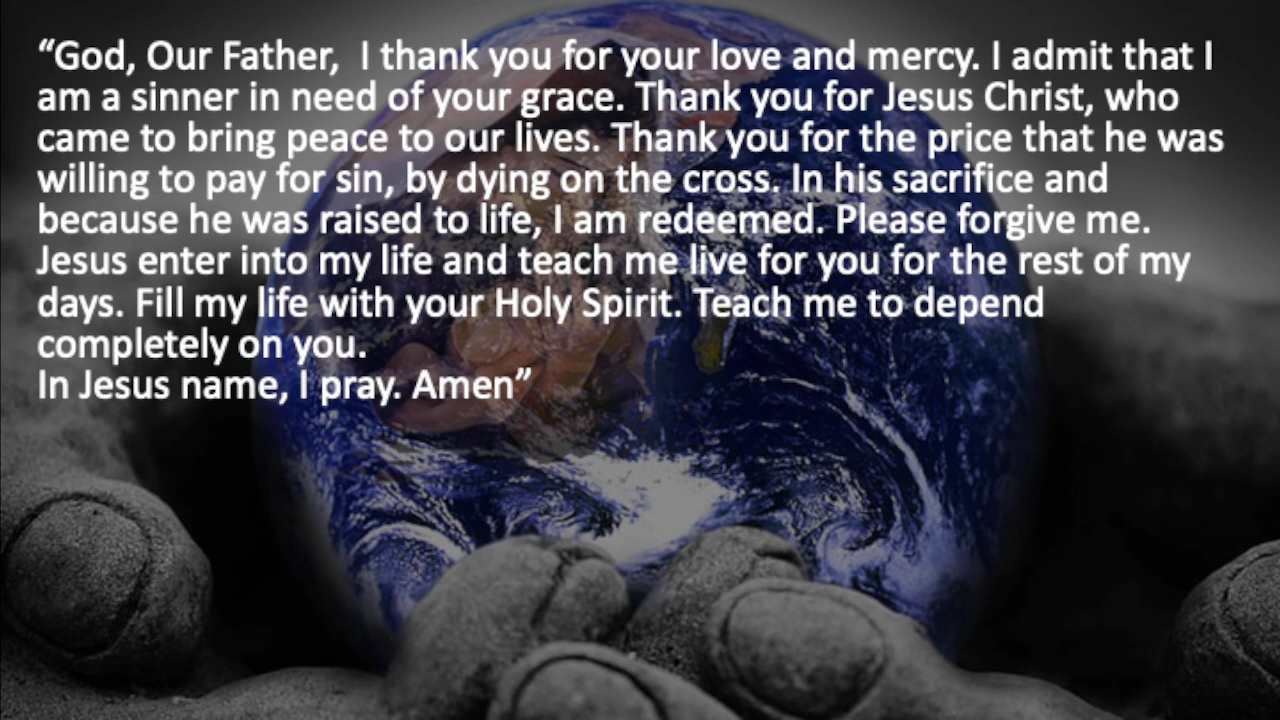 “God, Our Father,  I thank you for your love and mercy. I admit that I
am a sinner in need of your grace. Thank you for Jesus Christ, who
came to bring peace to our lives. Thank you for the price that he was
willing to pay for sin, by dying on the cross. In his sacrifice and
because he was raised to life, I am redeemed. Please forgive me.
Jesus enter into my life and teach me live for you for the rest of my
days. Fill my life with your Holy Spirit. Teach me to depend
completely on you.
In Jesus name, I pray. Amen”